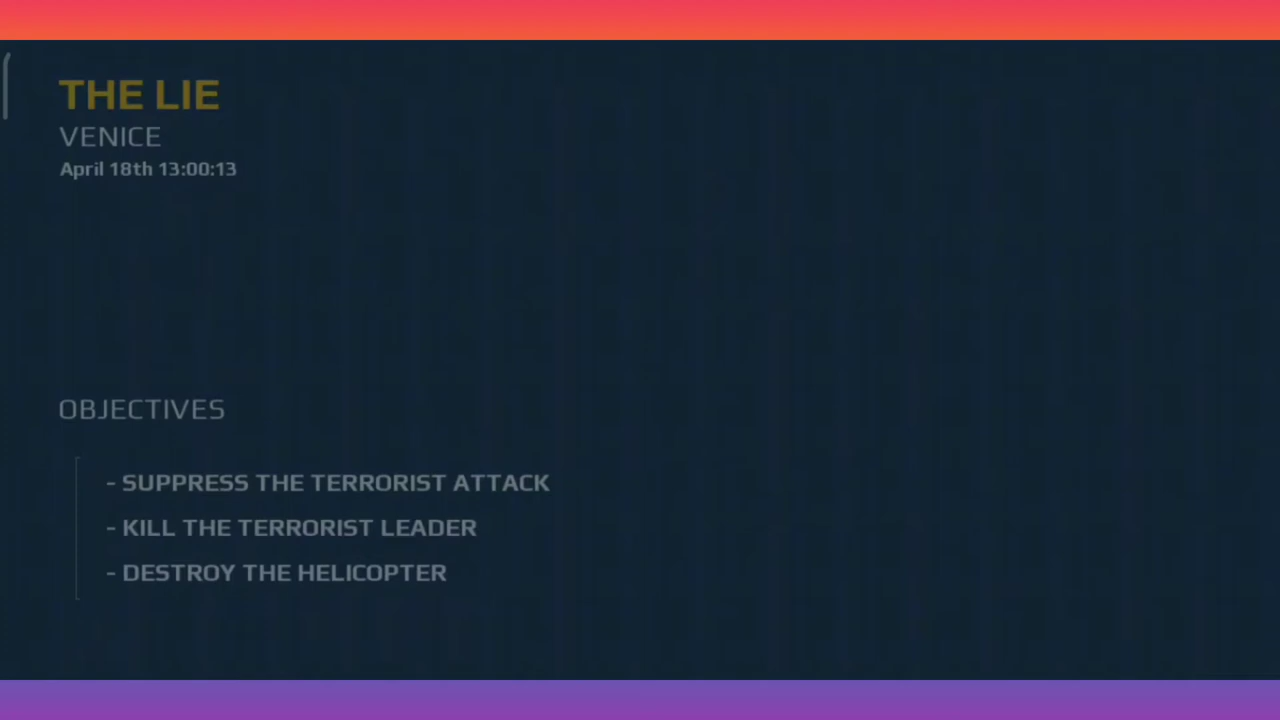 THE LIE
VENICE
April 18th 13:00:13
OBJECTIVES
- SUPPRESS THE TERRORIST ATTACK
- KILL THE TERRORIST LEADER
- DESTROY THE HELICOPTER